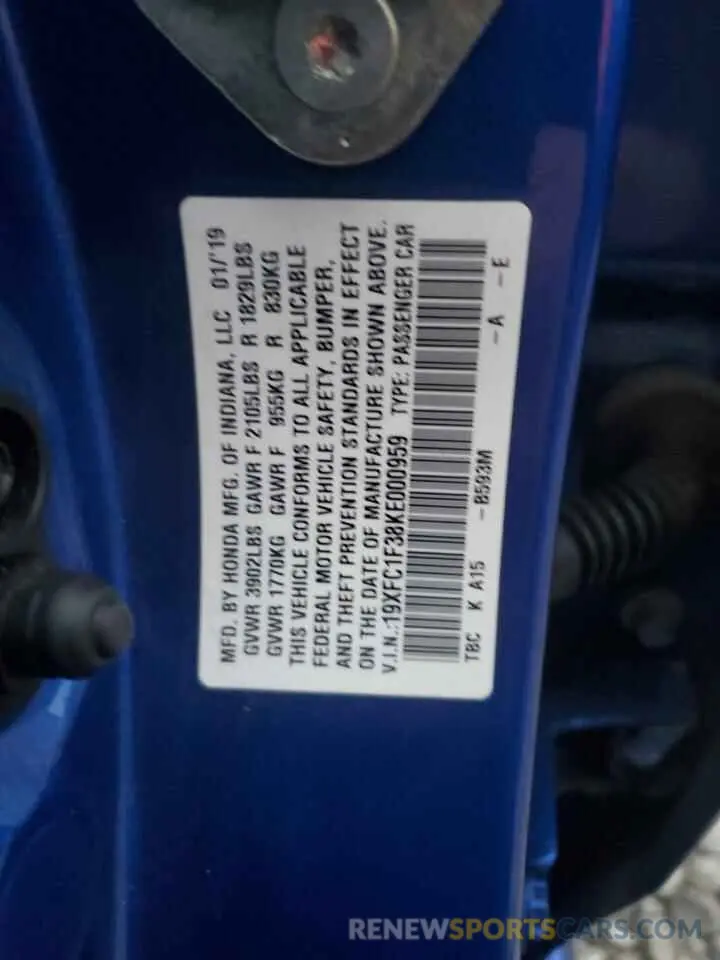 MFD. BY HONDA MFG. OF INDIANA, LLC 01/'19
GVWR 3902LBS GAWR F 2105LBS R 1829LBS
GVWR 1770KG GAWR F 955KG R 830KG
THIS VEHICLE CONFORMS TO ALL APPLICABLE
FEDERAL MOTOR VEHICLE SAFETY, BUMPER,
AND THEFT PREVENTION STANDARDS IN EFFECT
ON THE DATE OF MANUFACTURE SHOWN ABOVE.
V.I.N.:19XFC1F38KE000959 TYPE: PASSENGER CAR
TBC K A15 -B593M -A -E
RENEWSPORTSCARS.COM